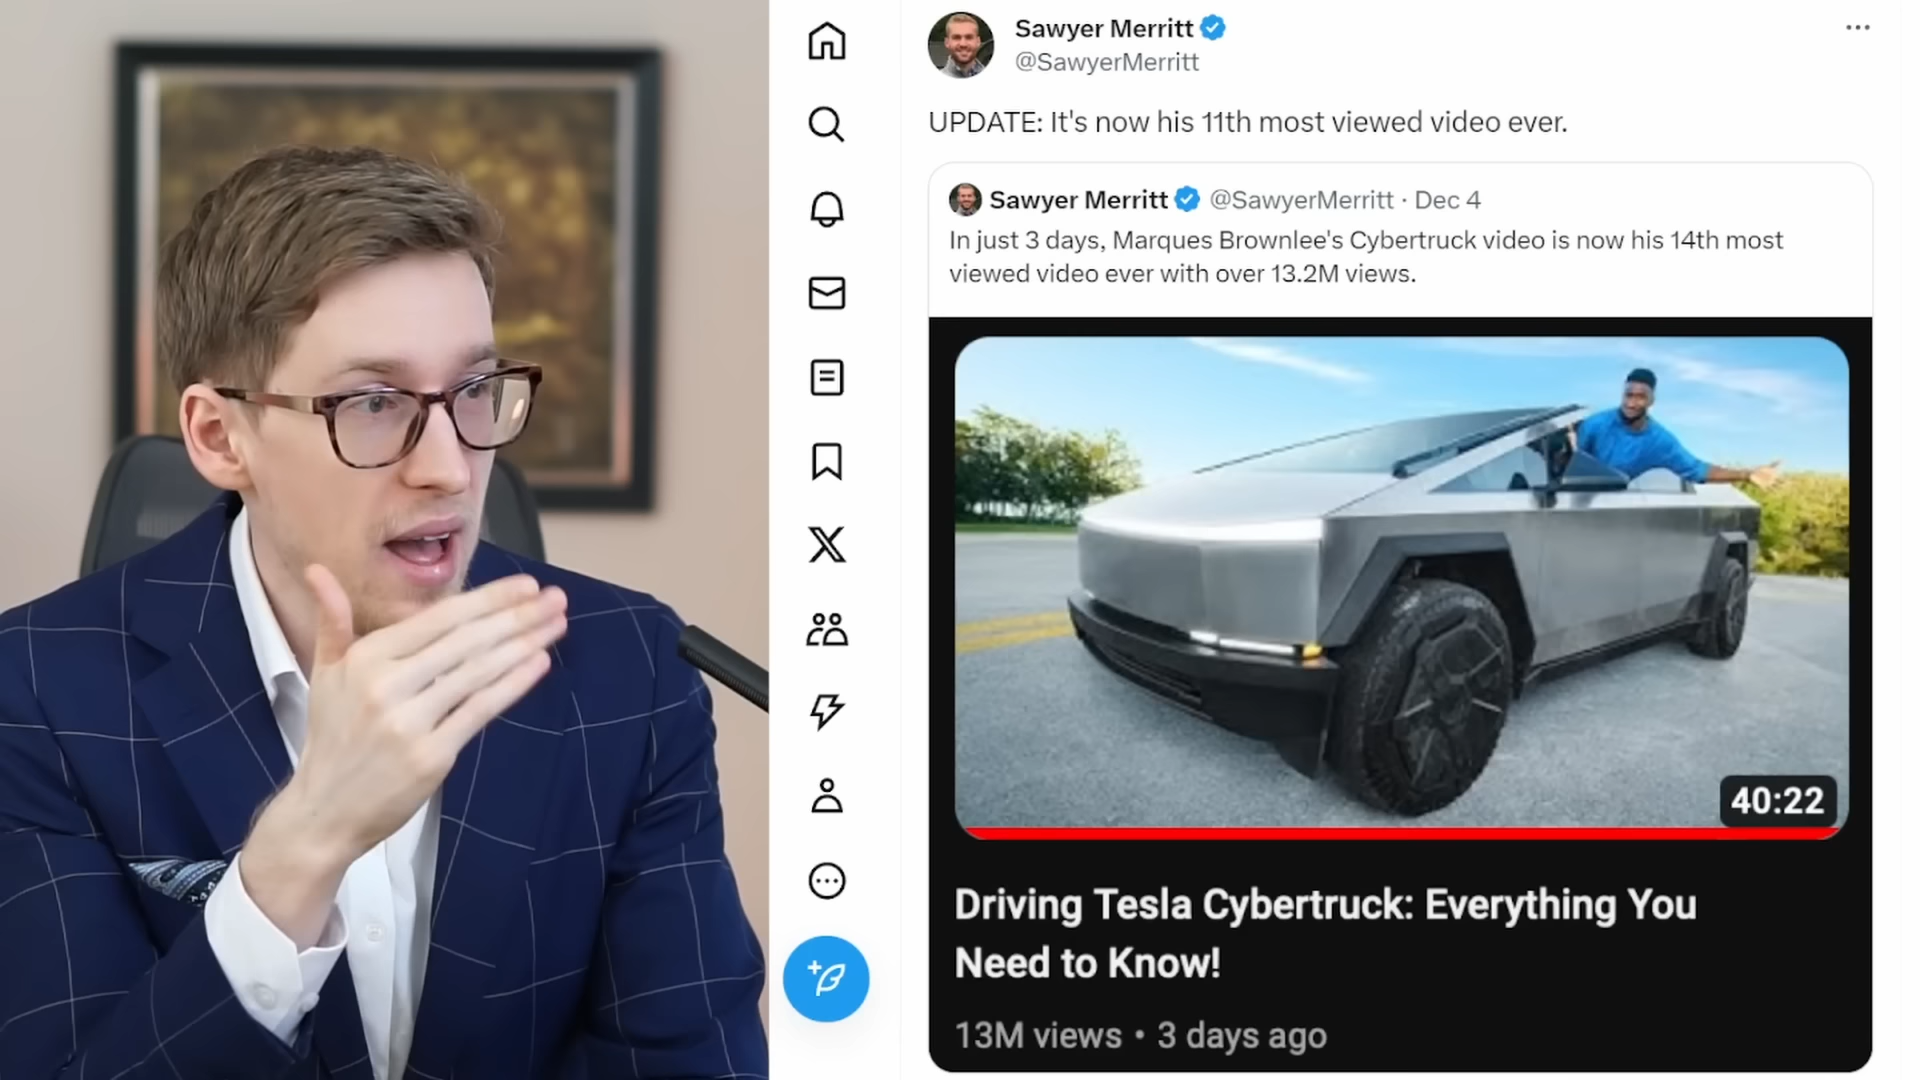 Sawyer Merritt
@SawyerMerritt
UPDATE: It's now his 11th most viewed video ever.
Sawyer Merritt @SawyerMerritt · Dec 4
In just 3 days, Marques Brownlee's Cybertruck video is now his 14th most
viewed video ever with over 13.2M views.
40:22
Driving Tesla Cybertruck: Everything You
Need to Know!
13M views • 3 days ago